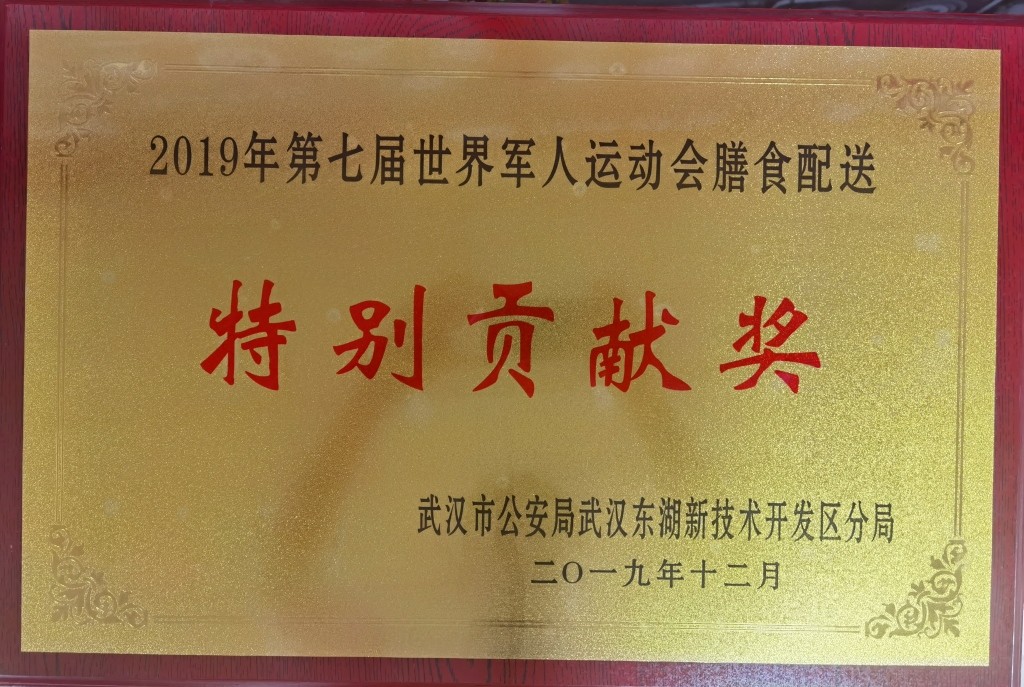 2019年第七届世界军人运动会膳食配送
特别贡献奖
武汉市公安局武汉东湖新技术开发区分局
二〇一九年十二月